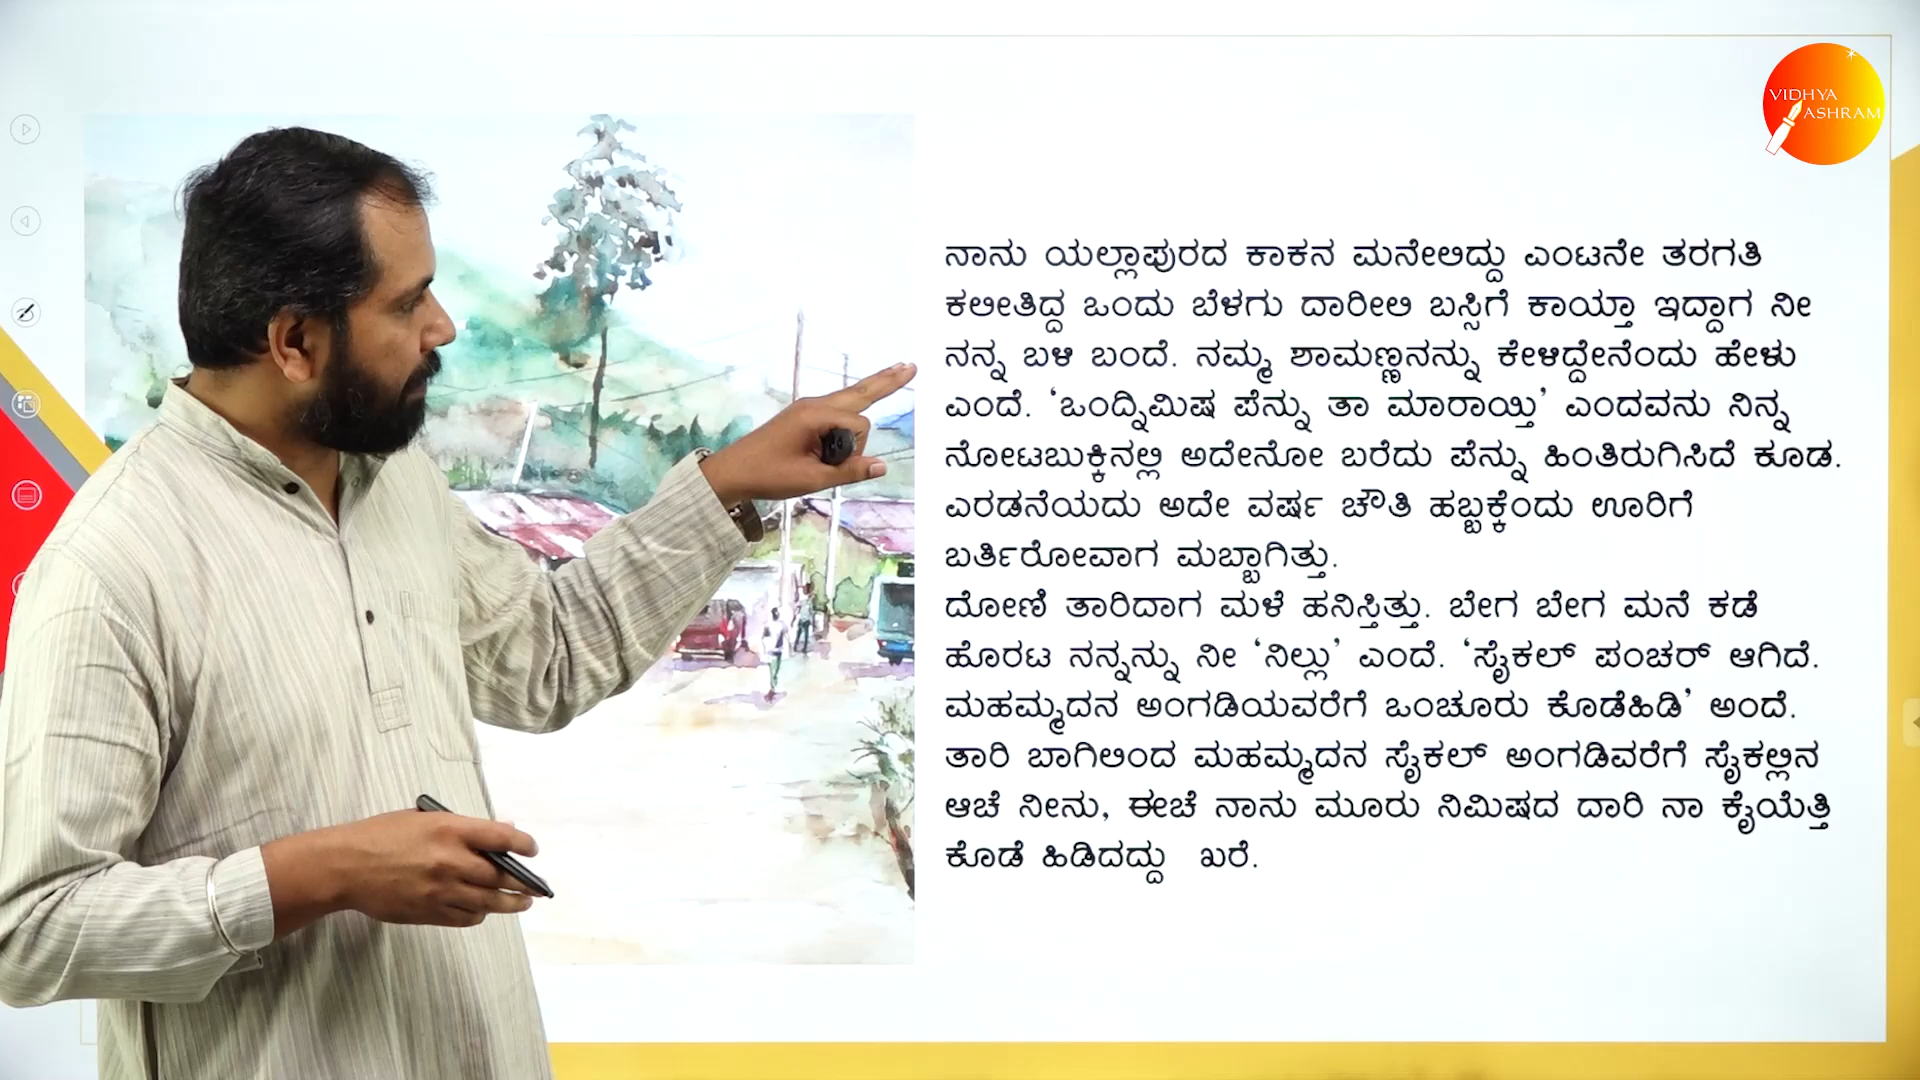 VIDHYA
ASHRAM
ನಾನು ಯಲ್ಲಾಪುರದ ಕಾಕನ ಮನೇಲಿದ್ದು ಎಂಟನೇ ತರಗತಿ
ಕಲೀತಿದ್ದ ಒಂದು ಬೆಳಗು ದಾರೀಲಿ ಬಸ್ಸಿಗೆ ಕಾಯ್ತಾ ಇದ್ದಾಗ ನೀ
ನನ್ನ ಬಳಿ ಬಂದೆ. ನಮ್ಮ ಶಾಮಣ್ಣನನ್ನು ಕೇಳಿದ್ದೇನೆಂದು ಹೇಳು
ಎಂದೆ. ‘ಒಂದ್ನಿಮಿಷ ಪೆನ್ನು ತಾ ಮಾರಾಯ್ತಿ’ ಎಂದವನು ನಿನ್ನ
ನೋಟಬುಕ್ಕಿನಲ್ಲಿ ಅದೇನೋ ಬರೆದು ಪೆನ್ನು ಹಿಂತಿರುಗಿಸಿದೆ ಕೂಡ.
ಎರಡನೆಯದು ಅದೇ ವರ್ಷ ಚೌತಿ ಹಬ್ಬಕ್ಕೆಂದು ಊರಿಗೆ
ಬರ್ತಿರೋವಾಗ ಮಬ್ಬಾಗಿತ್ತು.
ದೋಣಿ ತಾರಿದಾಗ ಮಳೆ ಹನಿಸ್ತಿತ್ತು. ಬೇಗ ಬೇಗ ಮನೆ ಕಡೆ
ಹೊರಟ ನನ್ನನ್ನು ನೀ ‘ನಿಲ್ಲು’ ಎಂದೆ. ‘ಸೈಕಲ್ ಪಂಚರ್ ಆಗಿದೆ.
ಮಹಮ್ಮದನ ಅಂಗಡಿಯವರೆಗೆ ಒಂಚೂರು ಕೊಡೆಹಿಡಿ’ ಅಂದೆ.
ತಾರಿ ಬಾಗಿಲಿಂದ ಮಹಮ್ಮದನ ಸೈಕಲ್ ಅಂಗಡಿವರೆಗೆ ಸೈಕಲ್ಲಿನ
ಆಚೆ ನೀನು, ಈಚೆ ನಾನು ಮೂರು ನಿಮಿಷದ ದಾರಿ ನಾ ಕೈಯೆತ್ತಿ
ಕೊಡೆ ಹಿಡಿದದ್ದು ಖರೆ.